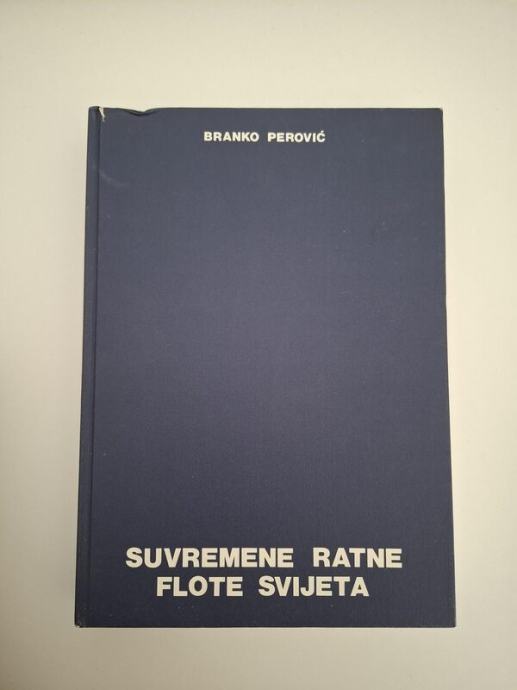 BRANKO PEROVIĆ
SUVREMENE RATNE
FLOTE SVIJETA